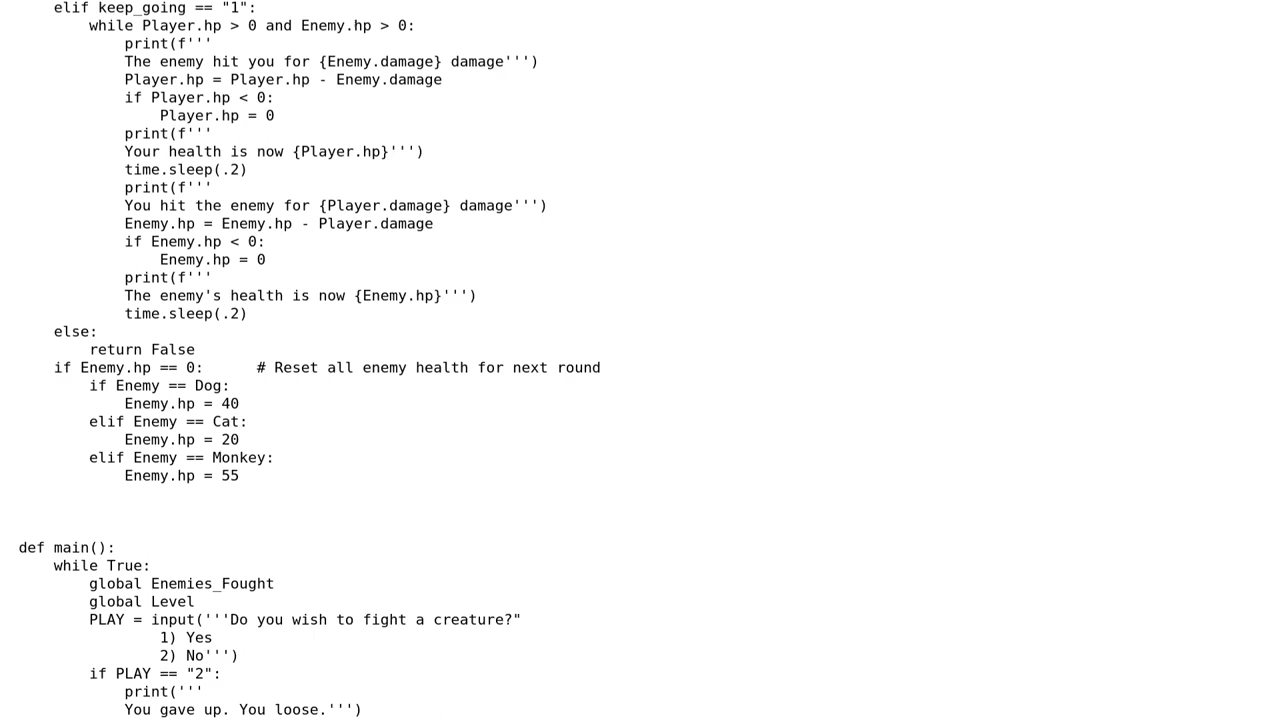 elif keep_going == "1":
        while Player.hp > 0 and Enemy.hp > 0:
            print(f'''
            The enemy hit you for {Enemy.damage} damage''')
            Player.hp = Player.hp - Enemy.damage
            if Player.hp < 0:
                Player.hp = 0
            print(f'''
            Your health is now {Player.hp}''')
            time.sleep(.2)
            print(f'''
            You hit the enemy for {Player.damage} damage''')
            Enemy.hp = Enemy.hp - Player.damage
            if Enemy.hp < 0:
                Enemy.hp = 0
            print(f'''
            The enemy's health is now {Enemy.hp}''')
            time.sleep(.2)
    else:
        return False
    if Enemy.hp == 0:      # Reset all enemy health for next round
        if Enemy == Dog:
            Enemy.hp = 40
        elif Enemy == Cat:
            Enemy.hp = 20
        elif Enemy == Monkey:
            Enemy.hp = 55
def main():
    while True:
        global Enemies_Fought
        global Level
        PLAY = input('''Do you wish to fight a creature?"
                1) Yes
                2) No''')
        if PLAY == "2":
            print('''
            You gave up. You loose.''')